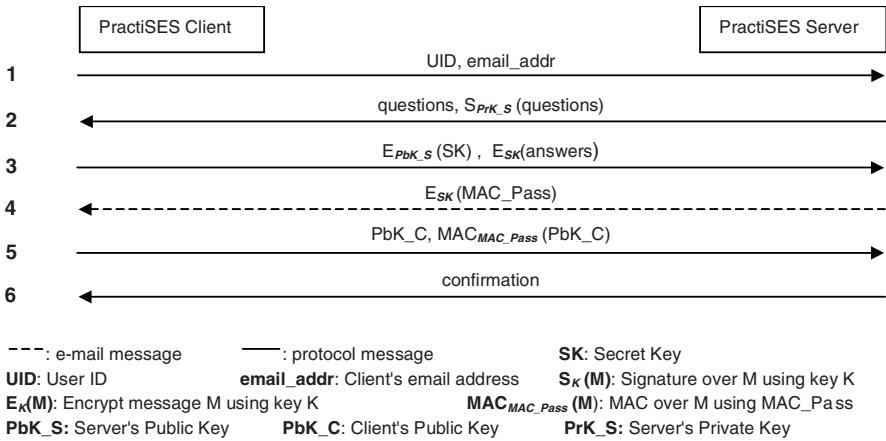 PractiSES Client
PractiSES Server
1
UID, email_addr
2
questions, S_PrK_S (questions)
3
E_PbK_S (SK) , E_SK(answers)
4
E_SK (MAC_Pass)
5
PbK_C, MAC_MAC_Pass (PbK_C)
6
confirmation
---: e-mail message ——: protocol message SK: Secret Key
UID: User ID email_addr: Client's email address S_K (M): Signature over M using key K
E_K(M): Encrypt message M using key K MAC_MAC_Pass (M): MAC over M using MAC_Pass
PbK_S: Server's Public Key PbK_C: Client's Public Key PrK_S: Server's Private Key